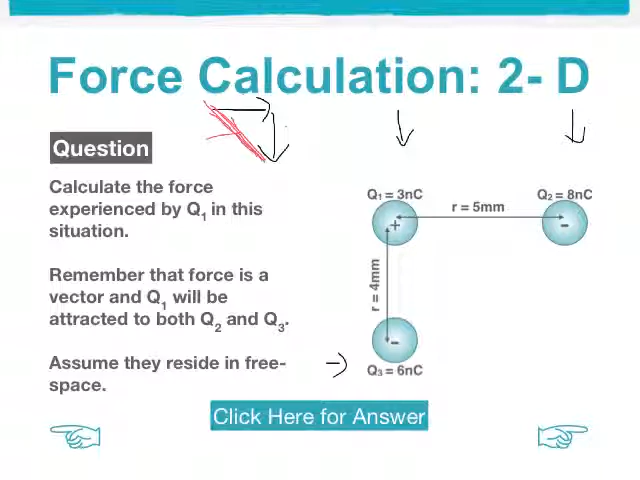 Force Calculation: 2- D
Question
Calculate the force
experienced by Q1 in this
situation.
Remember that force is a
vector and Q1 will be
attracted to both Q2 and Q3.
Assume they reside in free-
space.
Q1 = 3nC
Q2 = 8nC
r = 5mm
+
-
r = 4mm
-
Q3 = 6nC
Click Here for Answer